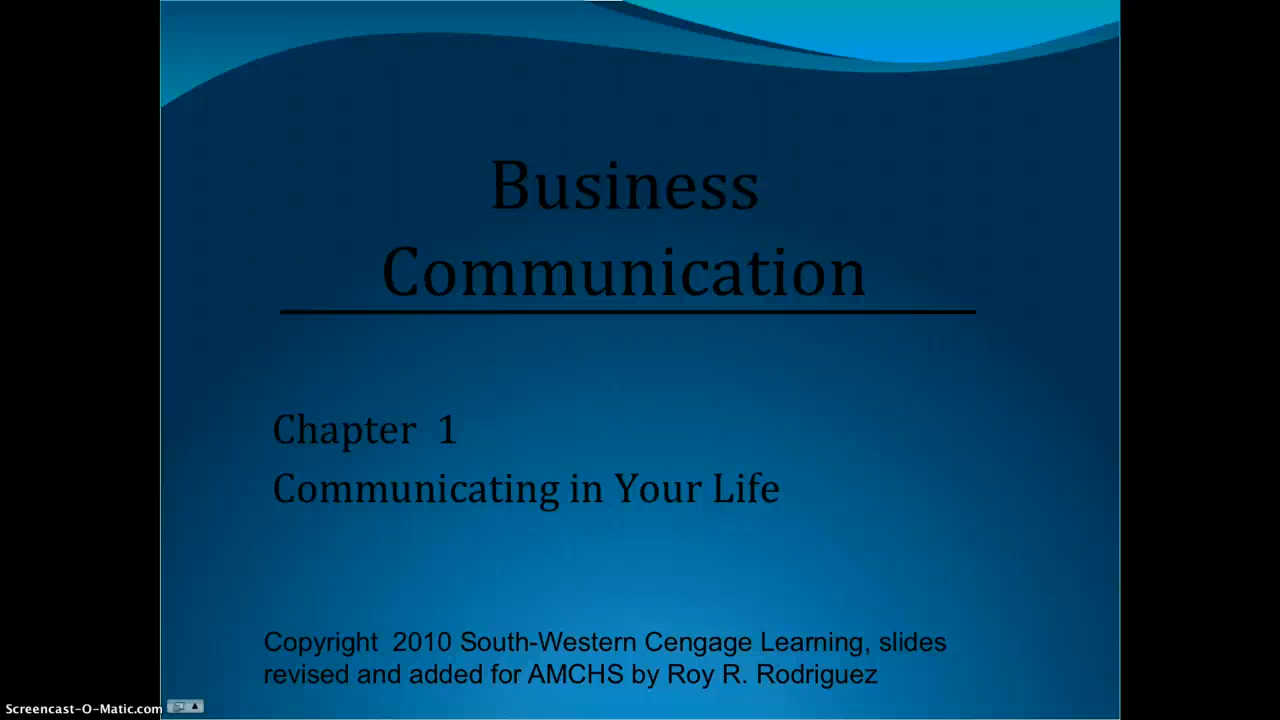 Business
Communication
Chapter 1
Communicating in Your Life
Copyright 2010 South-Western Cengage Learning, slides
revised and added for AMCHS by Roy R. Rodriguez
Screencast-O-Matic.com